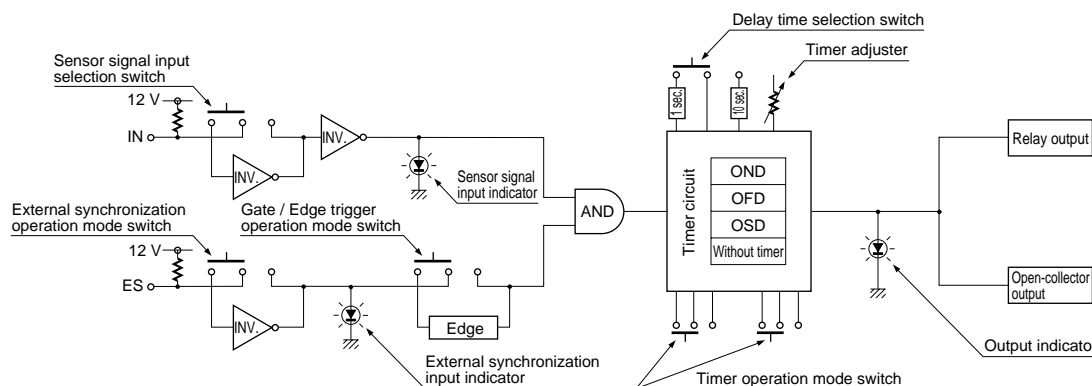 Delay time selection switch
Timer adjuster
Sensor signal input
selection switch
12 V
IN
INV.
INV.
Sensor signal
input indicator
1 sec.
10 sec.
Timer circuit
OND
OFD
OSD
Without timer
AND
Relay output
Open-collector
output
Output indicato
External synchronization
operation mode switch
Gate / Edge trigger
operation mode switch
12 V
ES
INV.
Edge
External synchronization
input indicator
Timer operation mode switch